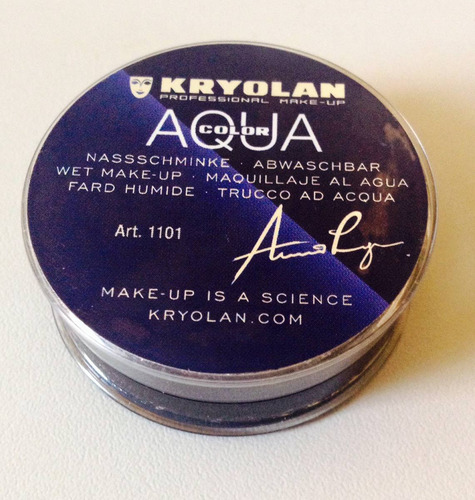 KRYOLAN
PROFESSIONAL MAKE-UP
AQUA
COLOR
NASSSCHMINKE · ABWASCHBAR
WET MAKE-UP · MAQUILLAJE AL AGUA
FARD HUMIDE · TRUCCO AD ACQUA
Art. 1101
MAKE-UP IS A SCIENCE
KRYOLAN.COM